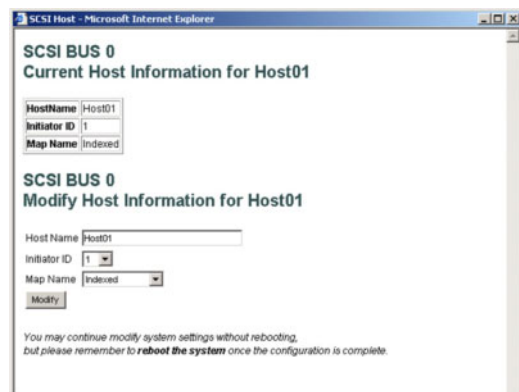 SCSI Host - Microsoft Internet Explorer
SCSI BUS 0
Current Host Information for Host01
HostName Host01
Initiator ID 1
Map Name Indexed
SCSI BUS 0
Modify Host Information for Host01
Host Name Host01
Initiator ID 1
Map Name Indexed
Modify
You may continue modify system settings without rebooting,
but please remember to reboot the system once the configuration is complete.